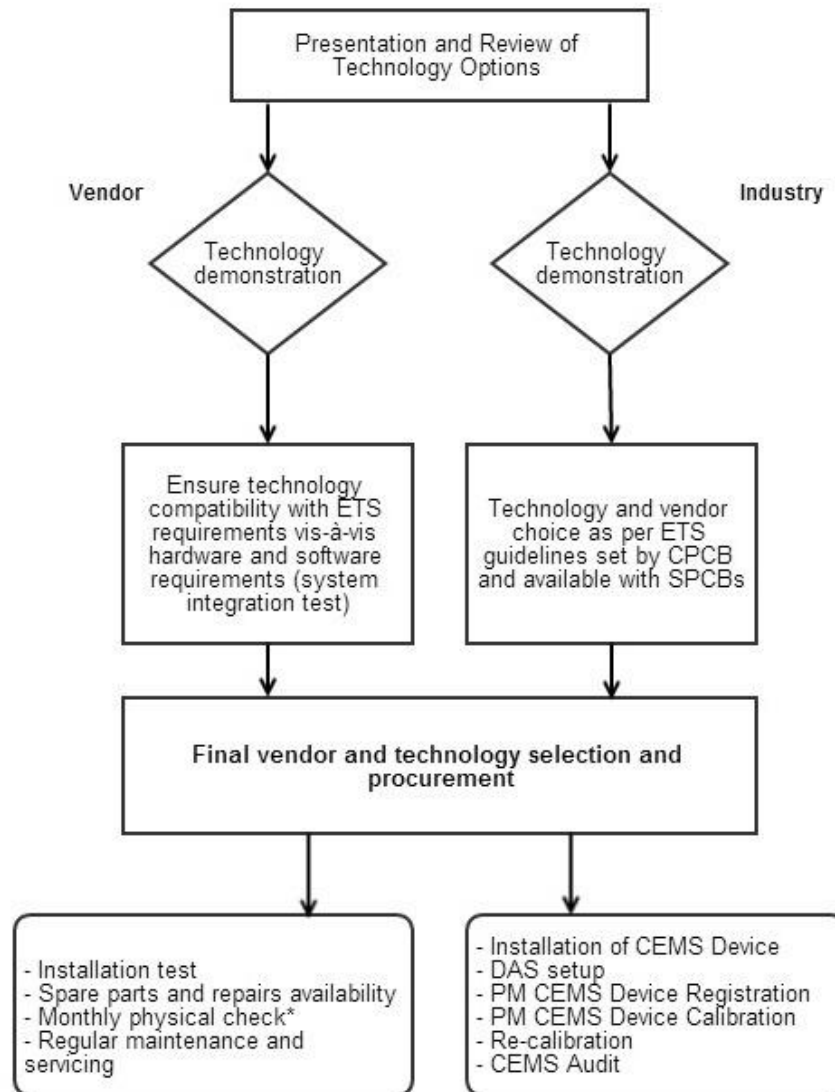 Presentation and Review of
Technology Options
Vendor
Industry
Technology
demonstration
Technology
demonstration
Ensure technology
compatibility with ETS
requirements vis-à-vis
hardware and software
requirements (system
integration test)
Technology and vendor
choice as per ETS
guidelines set by CPCB
and available with SPCBs
Final vendor and technology selection and
procurement
- Installation test
- Spare parts and repairs availability
- Monthly physical check*
- Regular maintenance and
servicing
- Installation of CEMS Device
- DAS setup
- PM CEMS Device Registration
- PM CEMS Device Calibration
- Re-calibration
- CEMS Audit